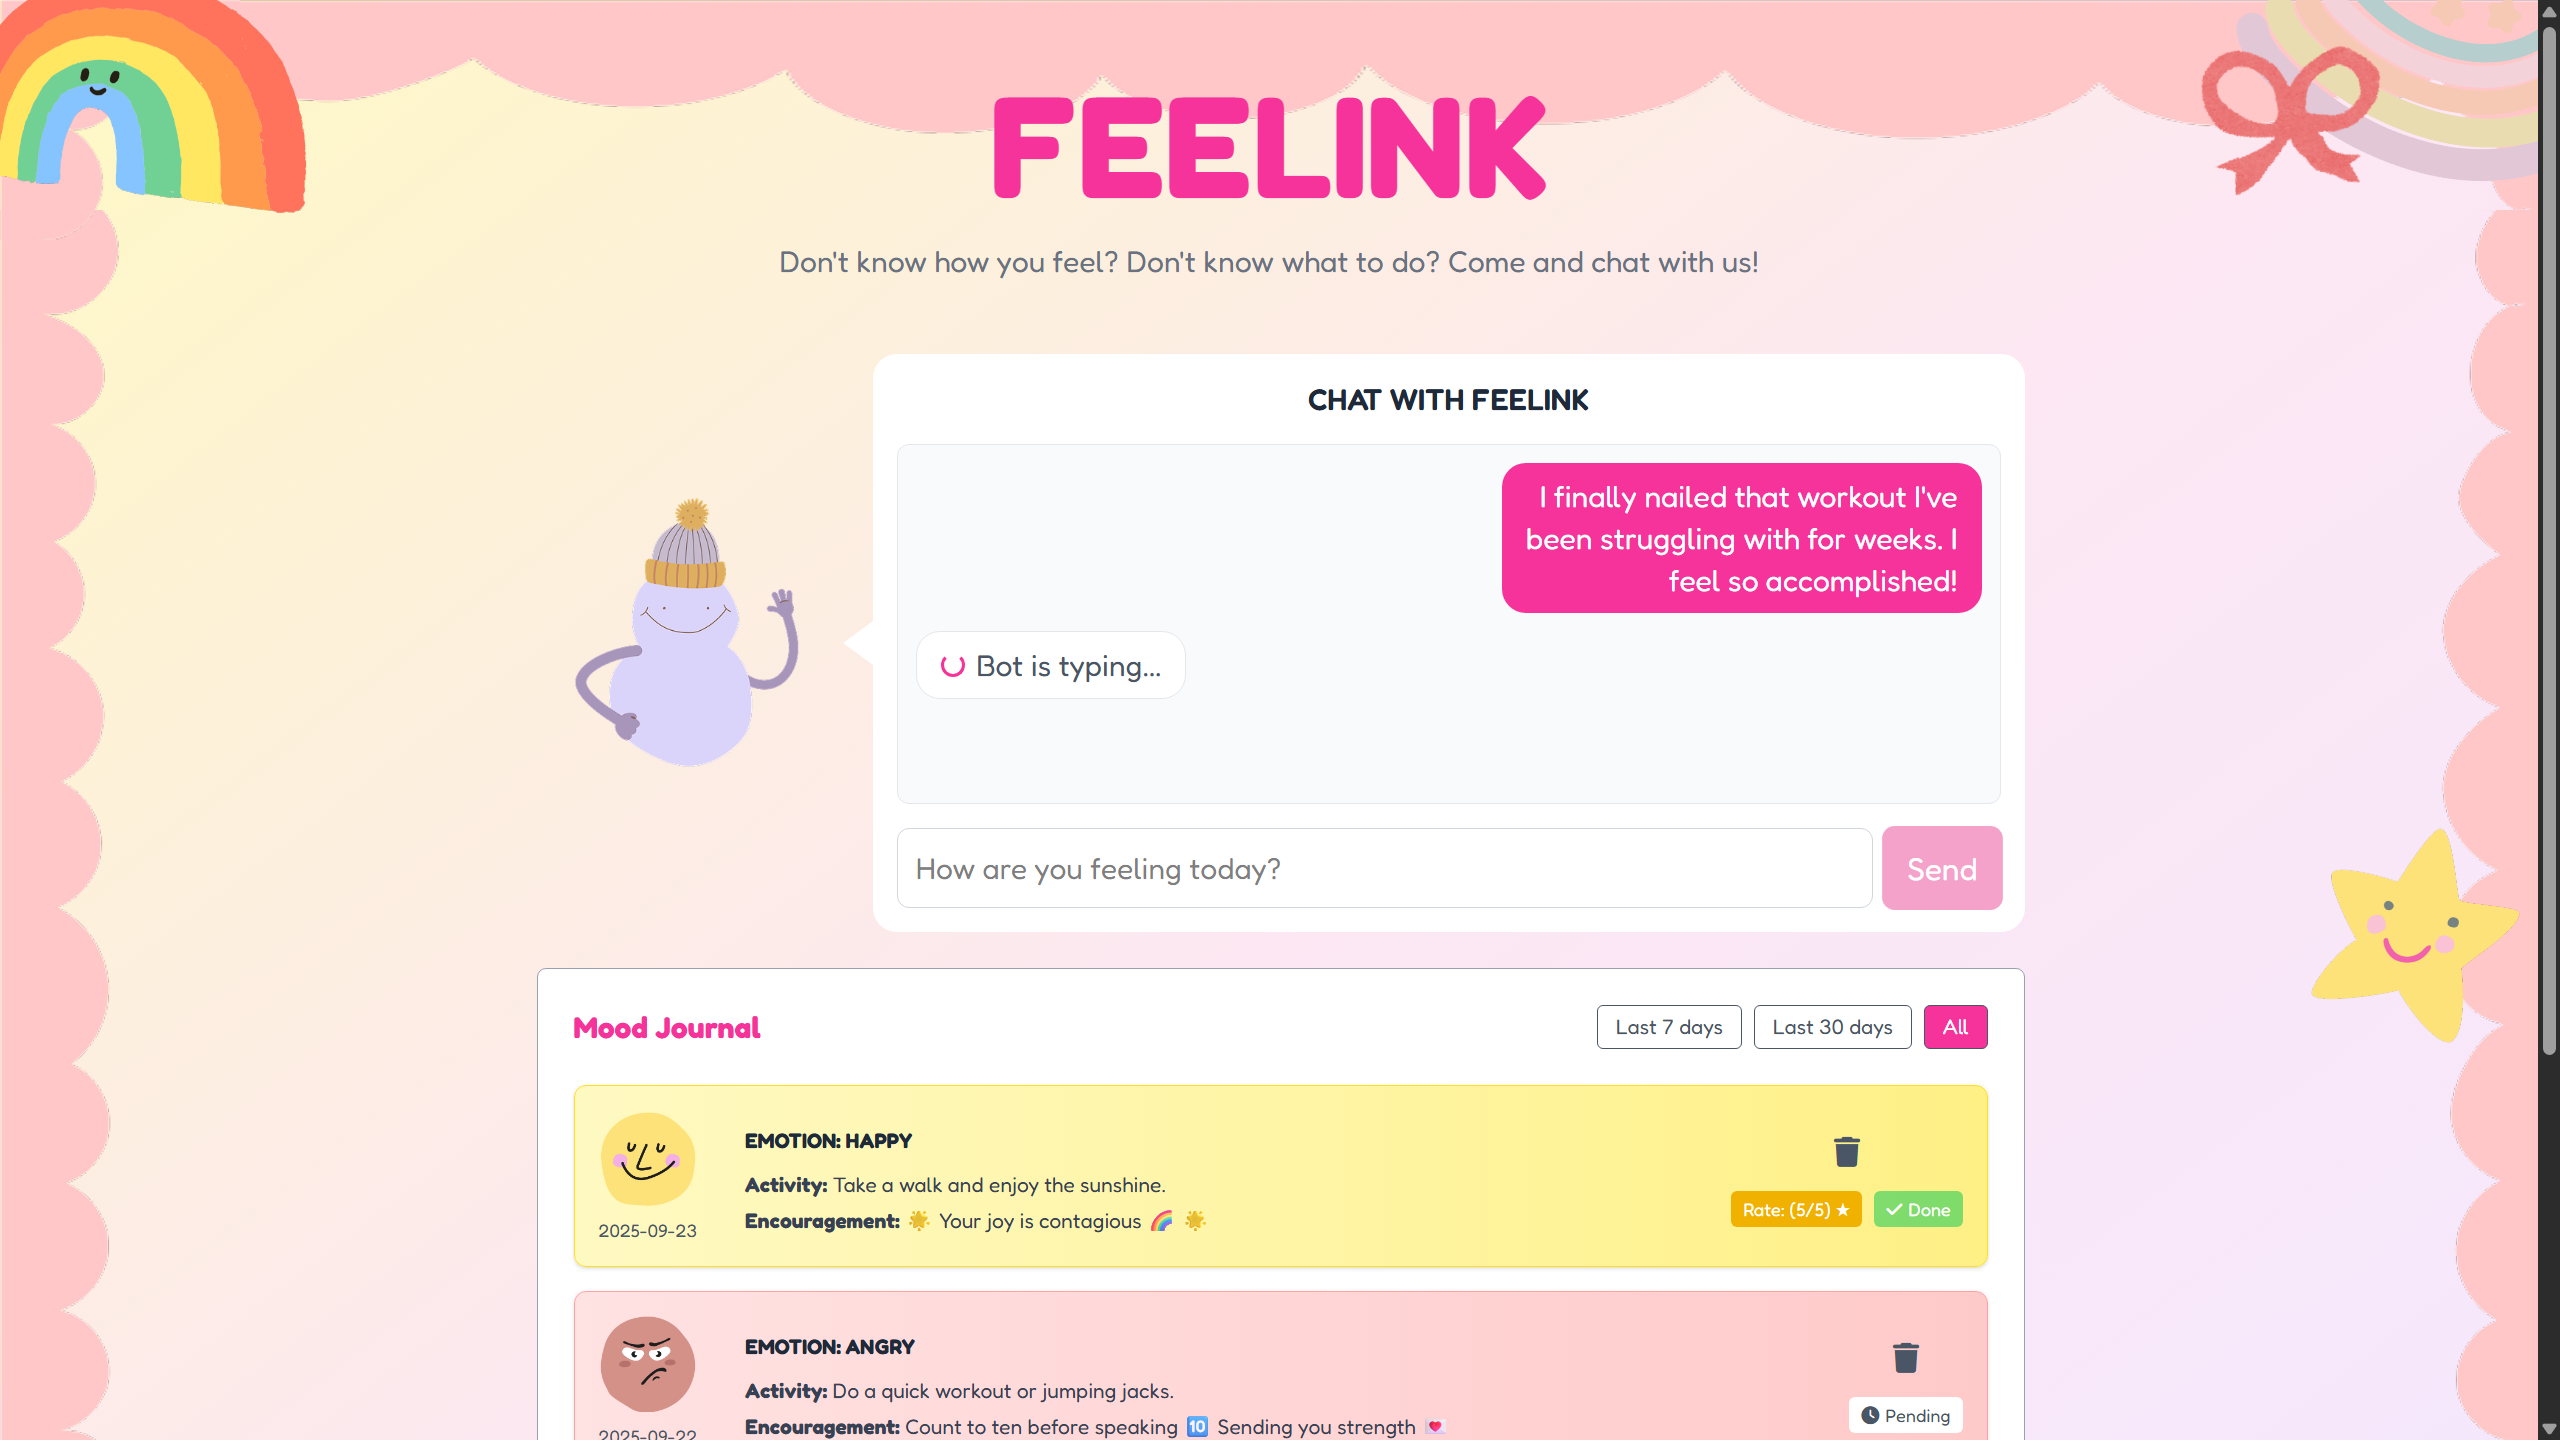 FEELINK
Don't know how you feel? Don't know what to do? Come and chat with us!
CHAT WITH FEELINK
I finally nailed that workout I've
been struggling with for weeks. I
feel so accomplished!
Bot is typing...
How are you feeling today?
Send
Mood Journal
Last 7 days
Last 30 days
All
EMOTION: HAPPY
Activity: Take a walk and enjoy the sunshine.
Encouragement: 🌟 Your joy is contagious 🌈 🌟
2025-09-23
Rate: (5/5) ★
✓ Done
EMOTION: ANGRY
Activity: Do a quick workout or jumping jacks.
Encouragement: Count to ten before speaking 🔟 Sending you strength 💌
2025-09-22
Pending